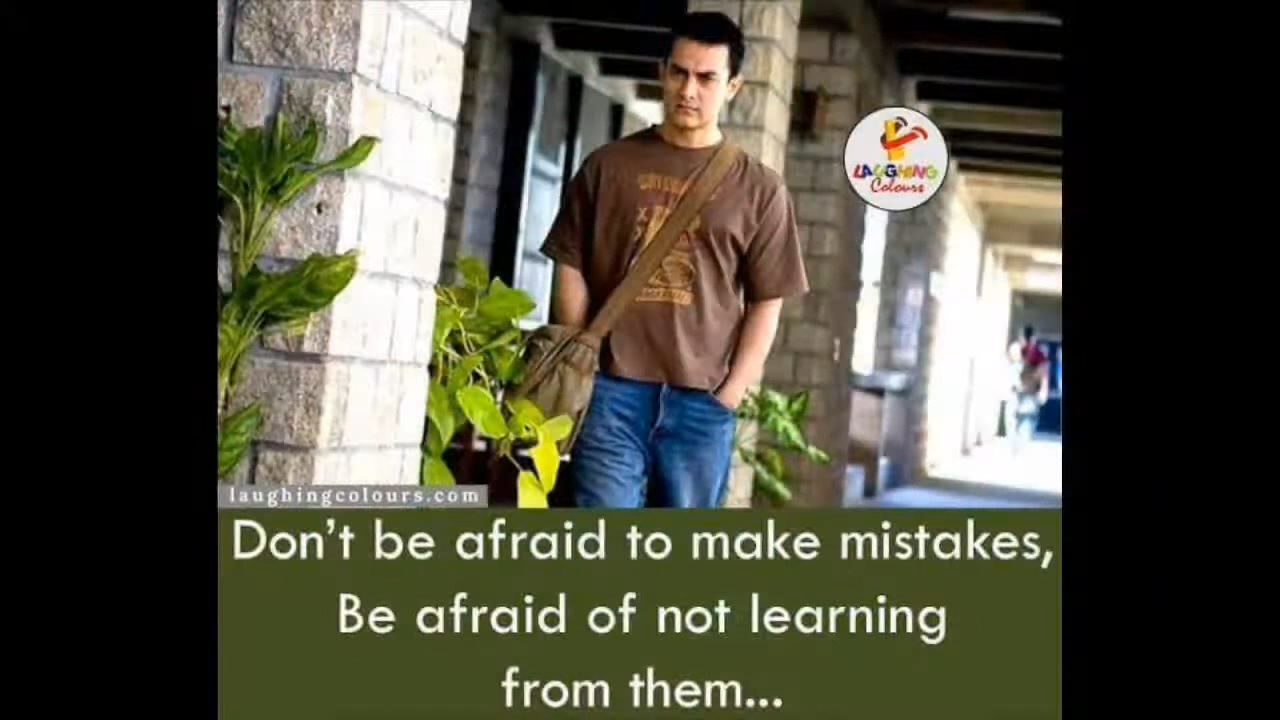 LAUGHING
Colours
laughingcolours.com
Don't be afraid to make mistakes,
Be afraid of not learning
from them...